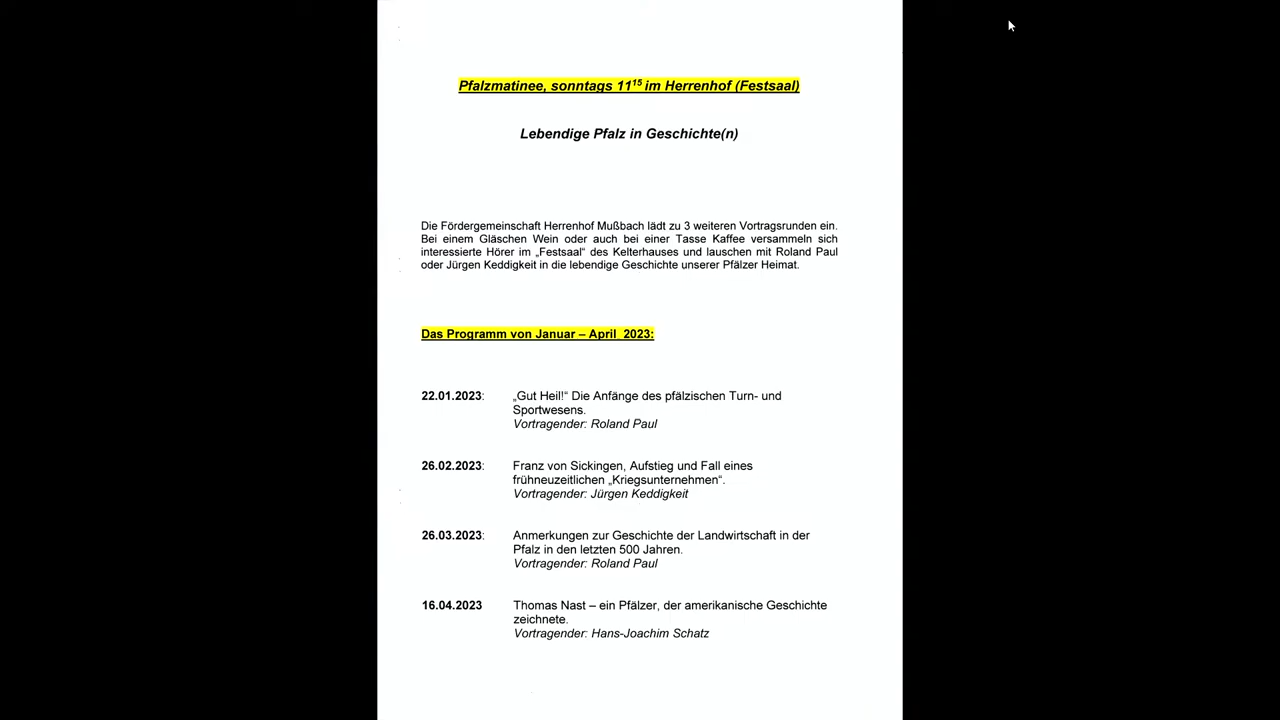 Pfalzmatinee, sonntags 11¹⁵ im Herrenhof (Festsaal)
Lebendige Pfalz in Geschichte(n)
Die Fördergemeinschaft Herrenhof Mußbach lädt zu 3 weiteren Vortragsrunden ein.
Bei einem Gläschen Wein oder auch bei einer Tasse Kaffee versammeln sich
interessierte Hörer im „Festsaal“ des Kelterhauses und lauschen mit Roland Paul
oder Jürgen Keddigkeit in die lebendige Geschichte unserer Pfälzer Heimat.
Das Programm von Januar – April 2023:
22.01.2023: „Gut Heil!“ Die Anfänge des pfälzischen Turn- und
Sportwesens.
Vortragender: Roland Paul
26.02.2023: Franz von Sickingen, Aufstieg und Fall eines
frühneuzeitlichen „Kriegsunternehmen“.
Vortragender: Jürgen Keddigkeit
26.03.2023: Anmerkungen zur Geschichte der Landwirtschaft in der
Pfalz in den letzten 500 Jahren.
Vortragender: Roland Paul
16.04.2023 Thomas Nast – ein Pfälzer, der amerikanische Geschichte
zeichnete.
Vortragender: Hans-Joachim Schatz